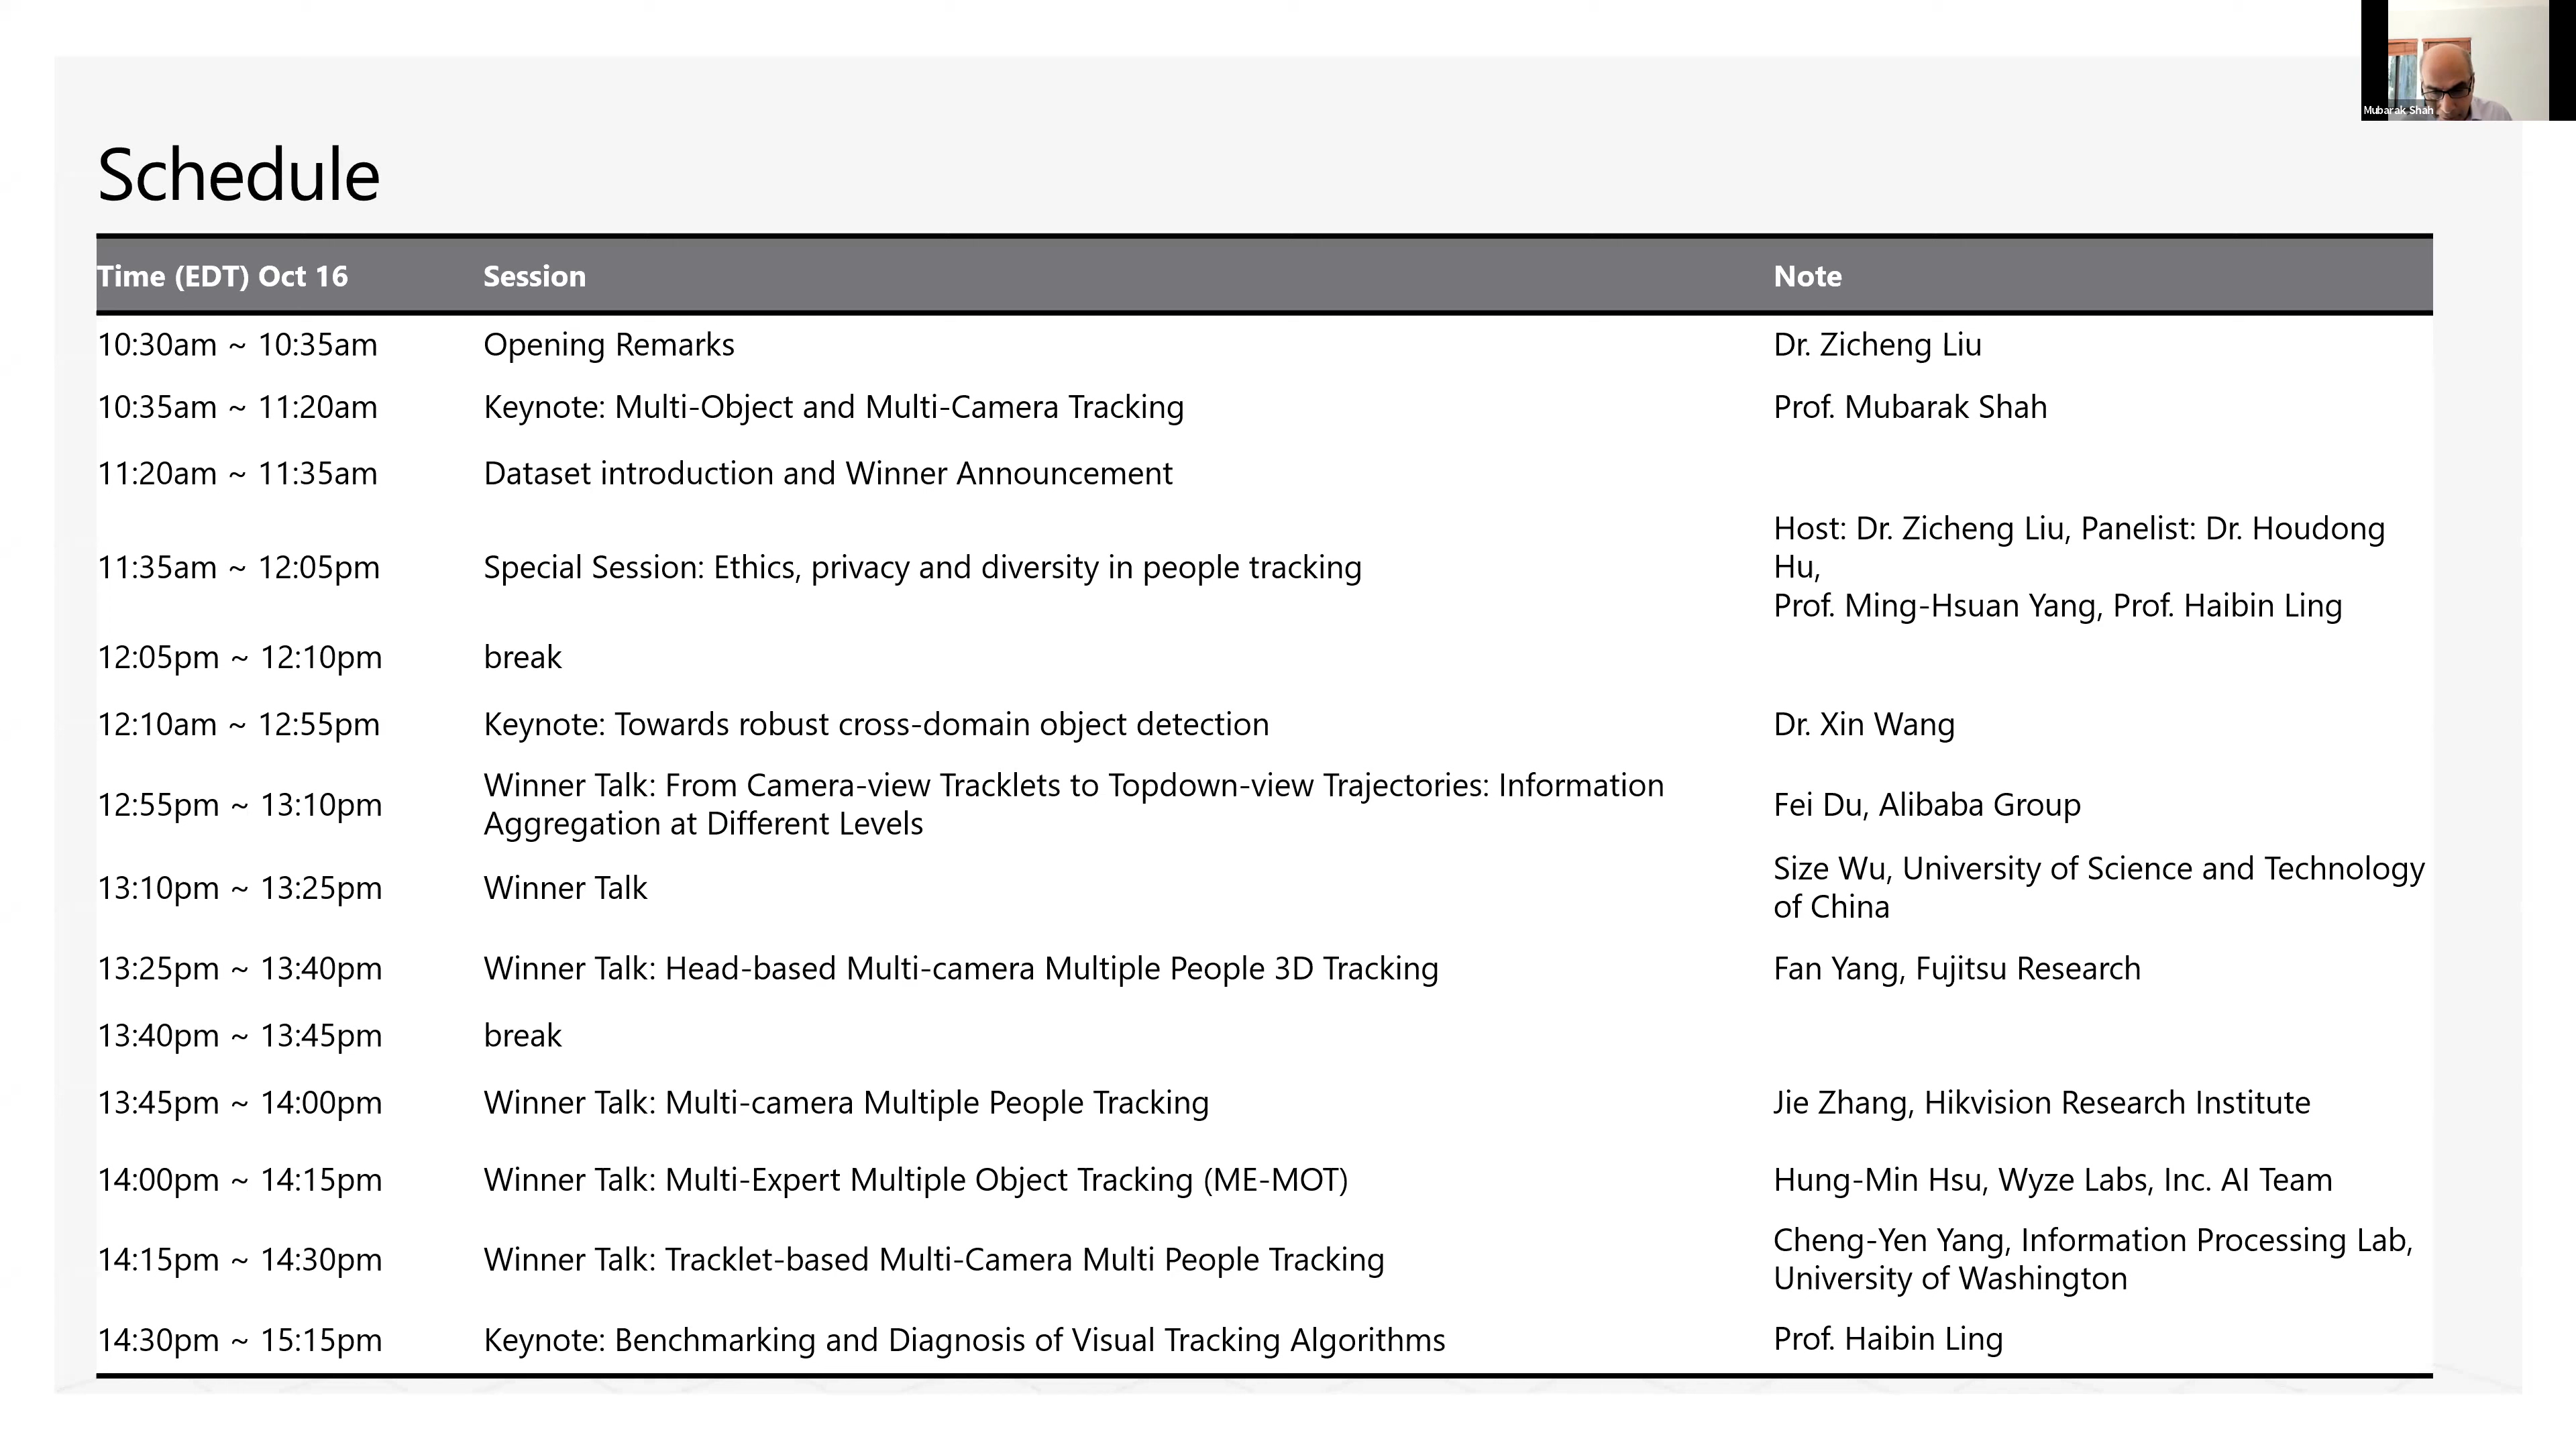 Mubarak Shah
Schedule
Time (EDT) Oct 16 Session Note
10:30am ~ 10:35am Opening Remarks Dr. Zicheng Liu
10:35am ~ 11:20am Keynote: Multi-Object and Multi-Camera Tracking Prof. Mubarak Shah
11:20am ~ 11:35am Dataset introduction and Winner Announcement
Host: Dr. Zicheng Liu, Panelist: Dr. Houdong
11:35am ~ 12:05pm Special Session: Ethics, privacy and diversity in people tracking Hu,
Prof. Ming-Hsuan Yang, Prof. Haibin Ling
12:05pm ~ 12:10pm break
12:10am ~ 12:55pm Keynote: Towards robust cross-domain object detection Dr. Xin Wang
Winner Talk: From Camera-view Tracklets to Topdown-view Trajectories: Information
12:55pm ~ 13:10pm Fei Du, Alibaba Group
Aggregation at Different Levels
Size Wu, University of Science and Technology
13:10pm ~ 13:25pm Winner Talk
of China
13:25pm ~ 13:40pm Winner Talk: Head-based Multi-camera Multiple People 3D Tracking Fan Yang, Fujitsu Research
13:40pm ~ 13:45pm break
13:45pm ~ 14:00pm Winner Talk: Multi-camera Multiple People Tracking Jie Zhang, Hikvision Research Institute
14:00pm ~ 14:15pm Winner Talk: Multi-Expert Multiple Object Tracking (ME-MOT) Hung-Min Hsu, Wyze Labs, Inc. AI Team
Cheng-Yen Yang, Information Processing Lab,
14:15pm ~ 14:30pm Winner Talk: Tracklet-based Multi-Camera Multi People Tracking
University of Washington
14:30pm ~ 15:15pm Keynote: Benchmarking and Diagnosis of Visual Tracking Algorithms Prof. Haibin Ling